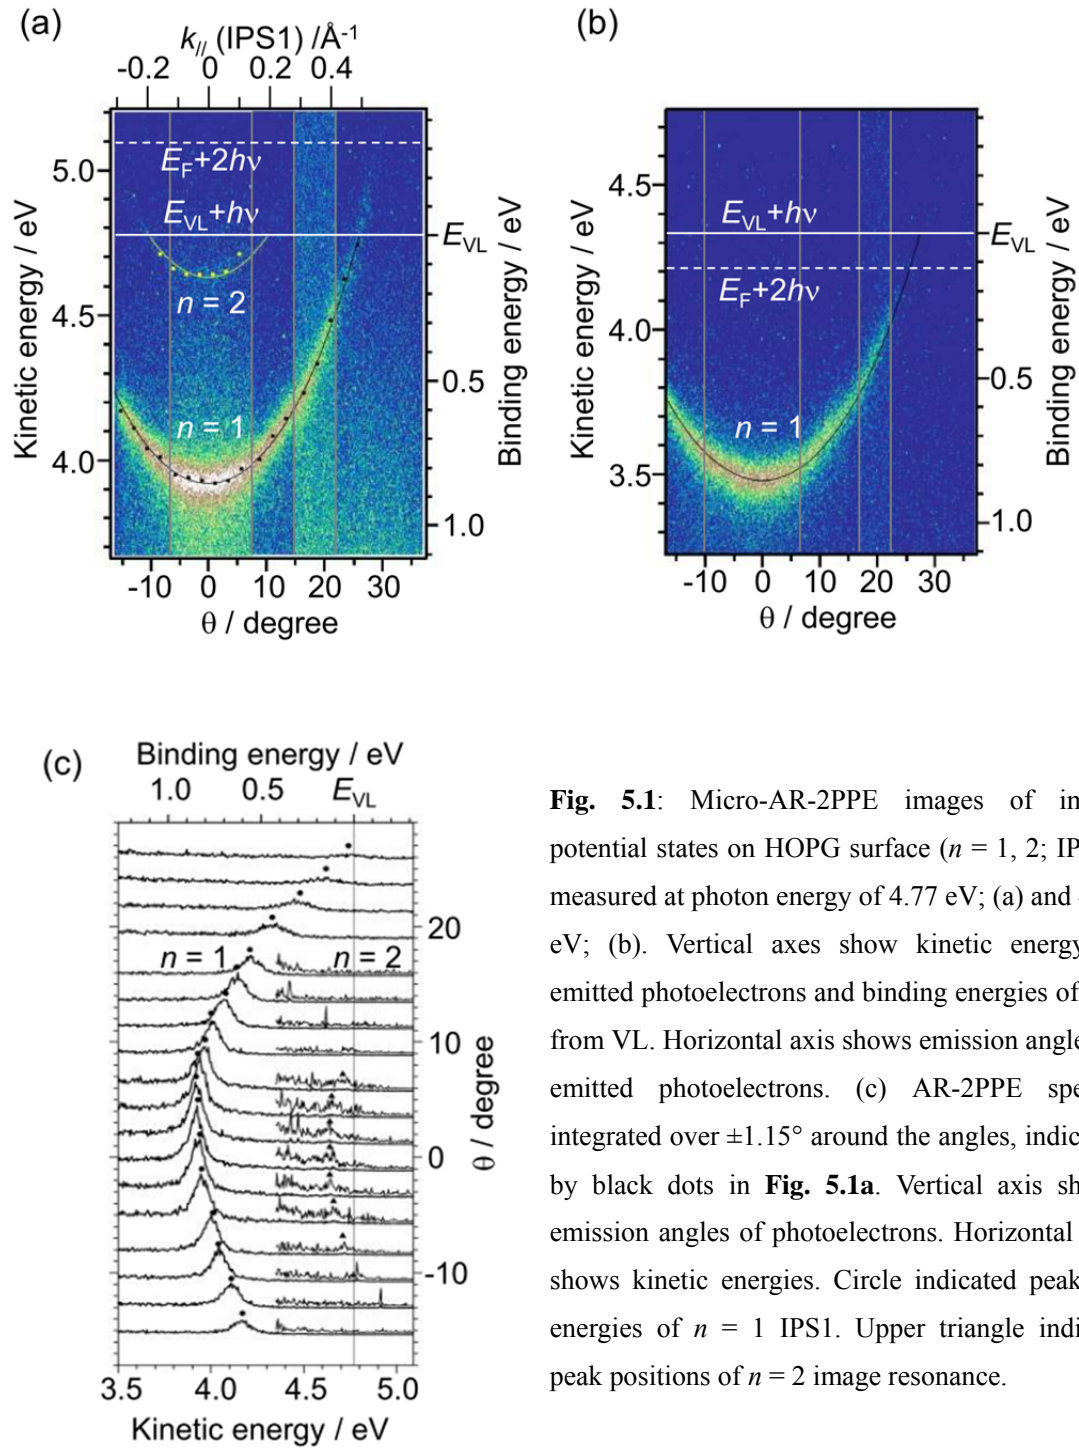 (a)
k// (IPS1) /Å-1
-0.2 0 0.2 0.4
EF+2hν
EVL+hν
n = 2
n = 1
5.0
4.5
4.0
Kinetic energy / eV
EVL
0.5
1.0
Binding energy / eV
-10 0 10 20 30
θ / degree
(b)
EVL+hν
EF+2hν
n = 1
4.5
4.0
3.5
Kinetic energy / eV
EVL
0.5
1.0
Binding energy / eV
-10 0 10 20 30
θ / degree
(c)
Binding energy / eV
1.0 0.5 EVL
n = 1 n = 2
20
10
0
-10
θ / degree
3.5 4.0 4.5 5.0
Kinetic energy / eV
Fig. 5.1: Micro-AR-2PPE images of
potential states on HOPG surface (n = 1, 2;
measured at photon energy of 4.77 eV; (a) and
eV; (b). Vertical axes show kinetic energy
emitted photoelectrons and binding energies of
from VL. Horizontal axis shows emission angle
emitted photoelectrons. (c) AR-2PPE
integrated over ±1.15° around the angles,
by black dots in Fig. 5.1a. Vertical axis
emission angles of photoelectrons. Horizontal
shows kinetic energies. Circle indicated peak
energies of n = 1 IPS1. Upper triangle
peak positions of n = 2 image resonance.